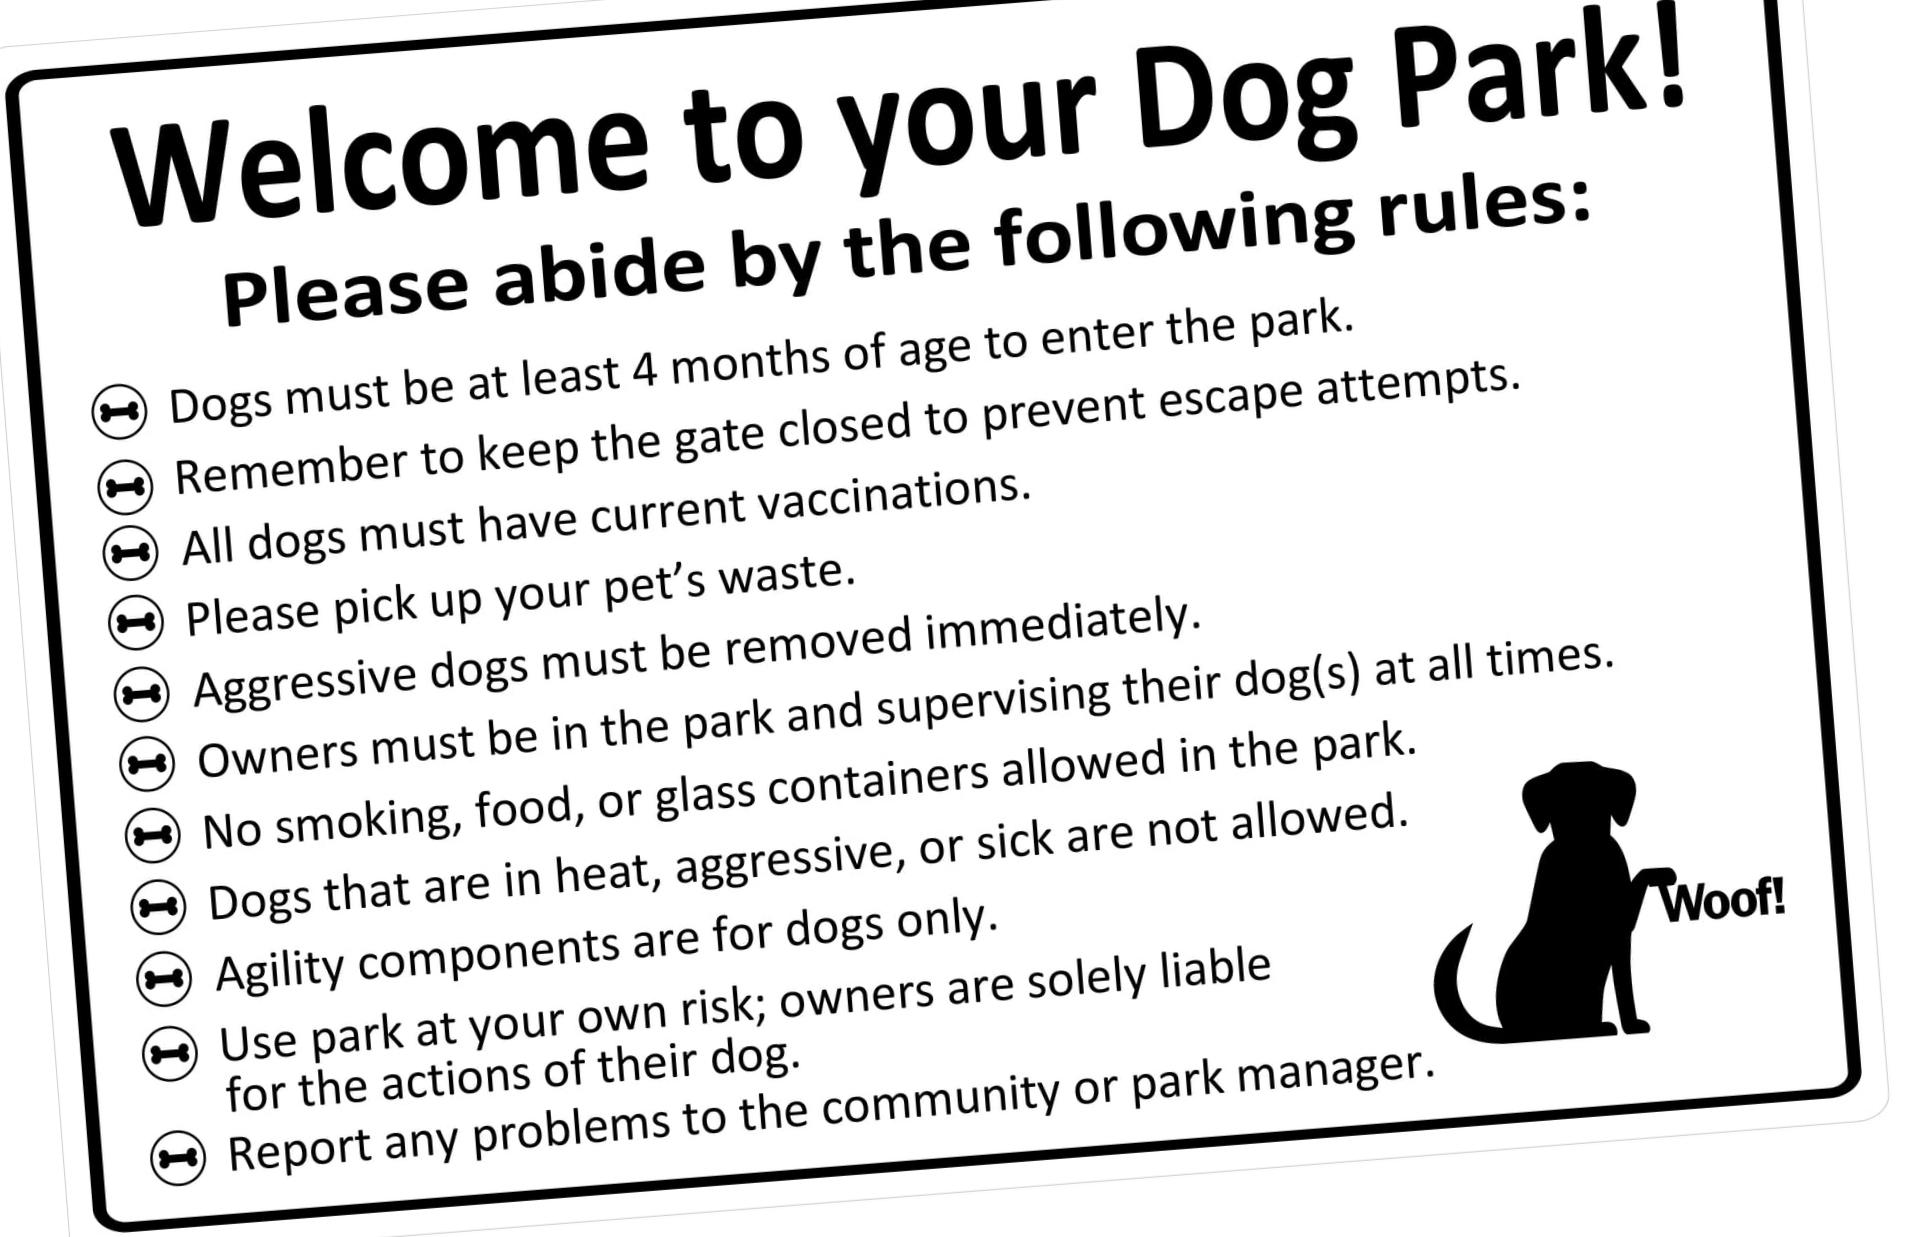 Welcome to your Dog Park!
Please abide by the following rules:
Dogs must be at least 4 months of age to enter the park.
Remember to keep the gate closed to prevent escape attempts.
All dogs must have current vaccinations.
Please pick up your pet’s waste.
Aggressive dogs must be removed immediately.
Owners must be in the park and supervising their dog(s) at all times.
No smoking, food, or glass containers allowed in the park.
Dogs that are in heat, aggressive, or sick are not allowed.
Agility components are for dogs only.
Use park at your own risk; owners are solely liable
for the actions of their dog.
Report any problems to the community or park manager.
Woof!